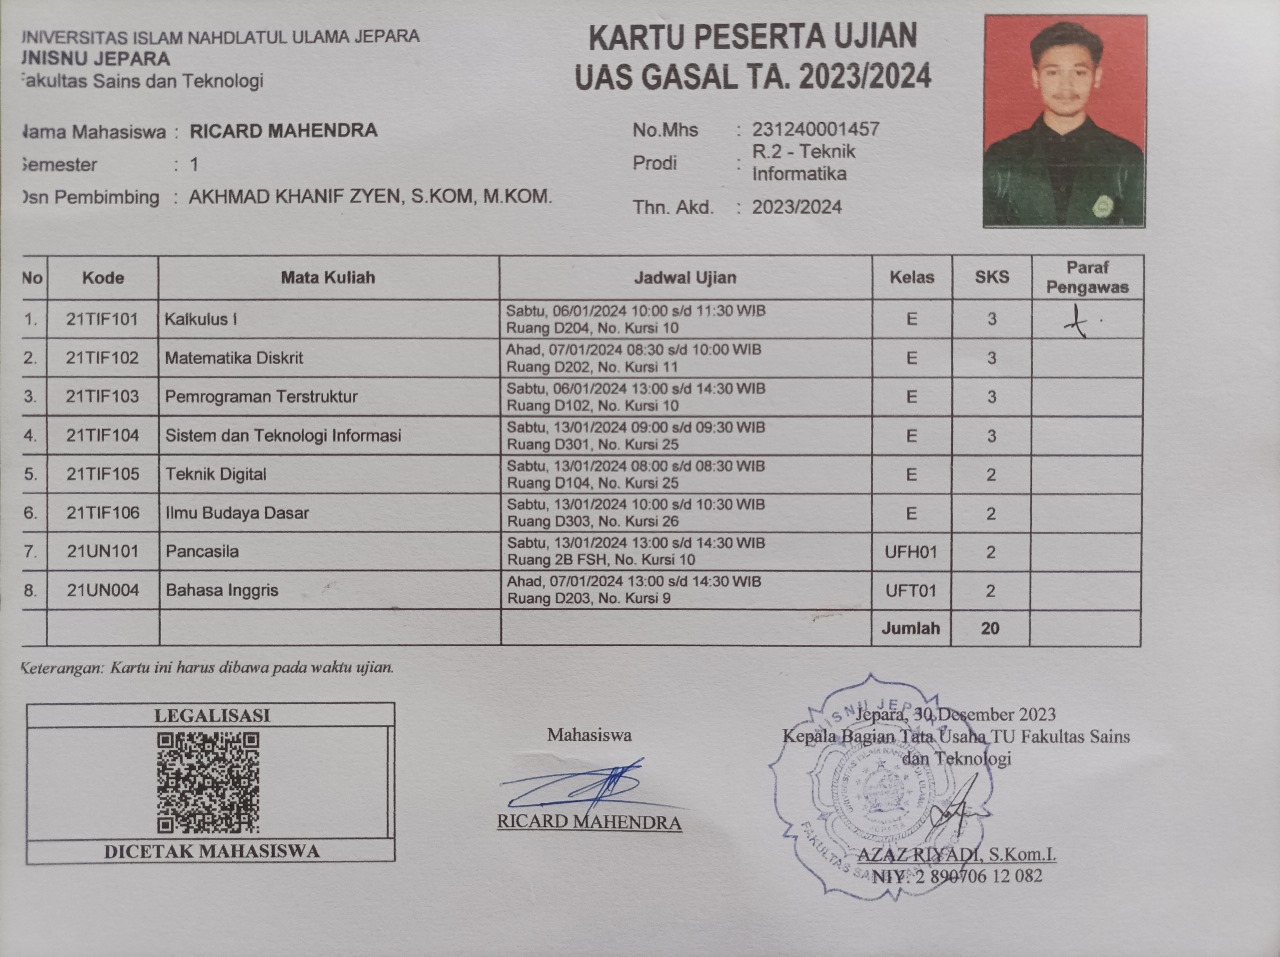 UNIVERSITAS ISLAM NAHDLATUL ULAMA JEPARA
UNISNU JEPARA
Fakultas Sains dan Teknologi
KARTU PESERTA UJIAN
UAS GASAL TA. 2023/2024
Nama Mahasiswa : RICARD MAHENDRA
Semester : 1
Dsn Pembimbing : AKHMAD KHANIF ZYEN, S.KOM, M.KOM.
No.Mhs : 231240001457
Prodi : R.2 - Teknik
Informatika
Thn. Akd. : 2023/2024
No Kode Mata Kuliah Jadwal Ujian Kelas SKS Paraf Pengawas
1. 21TIF101 Kalkulus I Sabtu, 06/01/2024 10:00 s/d 11:30 WIB E 3
Ruang D204, No. Kursi 10
2. 21TIF102 Matematika Diskrit Ahad, 07/01/2024 08:30 s/d 10:00 WIB E 3
Ruang D202, No. Kursi 11
3. 21TIF103 Pemrograman Terstruktur Sabtu, 06/01/2024 13:00 s/d 14:30 WIB E 3
Ruang D102, No. Kursi 10
4. 21TIF104 Sistem dan Teknologi Informasi Sabtu, 13/01/2024 09:00 s/d 09:30 WIB E 3
Ruang D301, No. Kursi 25
5. 21TIF105 Teknik Digital Sabtu, 13/01/2024 08:00 s/d 08:30 WIB E 2
Ruang D104, No. Kursi 25
6. 21TIF106 Ilmu Budaya Dasar Sabtu, 13/01/2024 10:00 s/d 10:30 WIB E 2
Ruang D303, No. Kursi 26
7. 21UN101 Pancasila Sabtu, 13/01/2024 13:00 s/d 14:30 WIB UFH01 2
Ruang 2B FSH, No. Kursi 10
8. 21UN004 Bahasa Inggris Ahad, 07/01/2024 13:00 s/d 14:30 WIB UFT01 2
Ruang D203, No. Kursi 9
Jumlah 20
Keterangan: Kartu ini harus dibawa pada waktu ujian.
LEGALISASI
DICETAK MAHASISWA
Mahasiswa
RICARD MAHENDRA
Jepara, 30 Desember 2023
Kepala Bagian Tata Usaha TU Fakultas Sains
dan Teknologi
UNISNU JEPARA
AZAZ RIYADI, S.Kom.I.
NIY. 2 890706 12 082